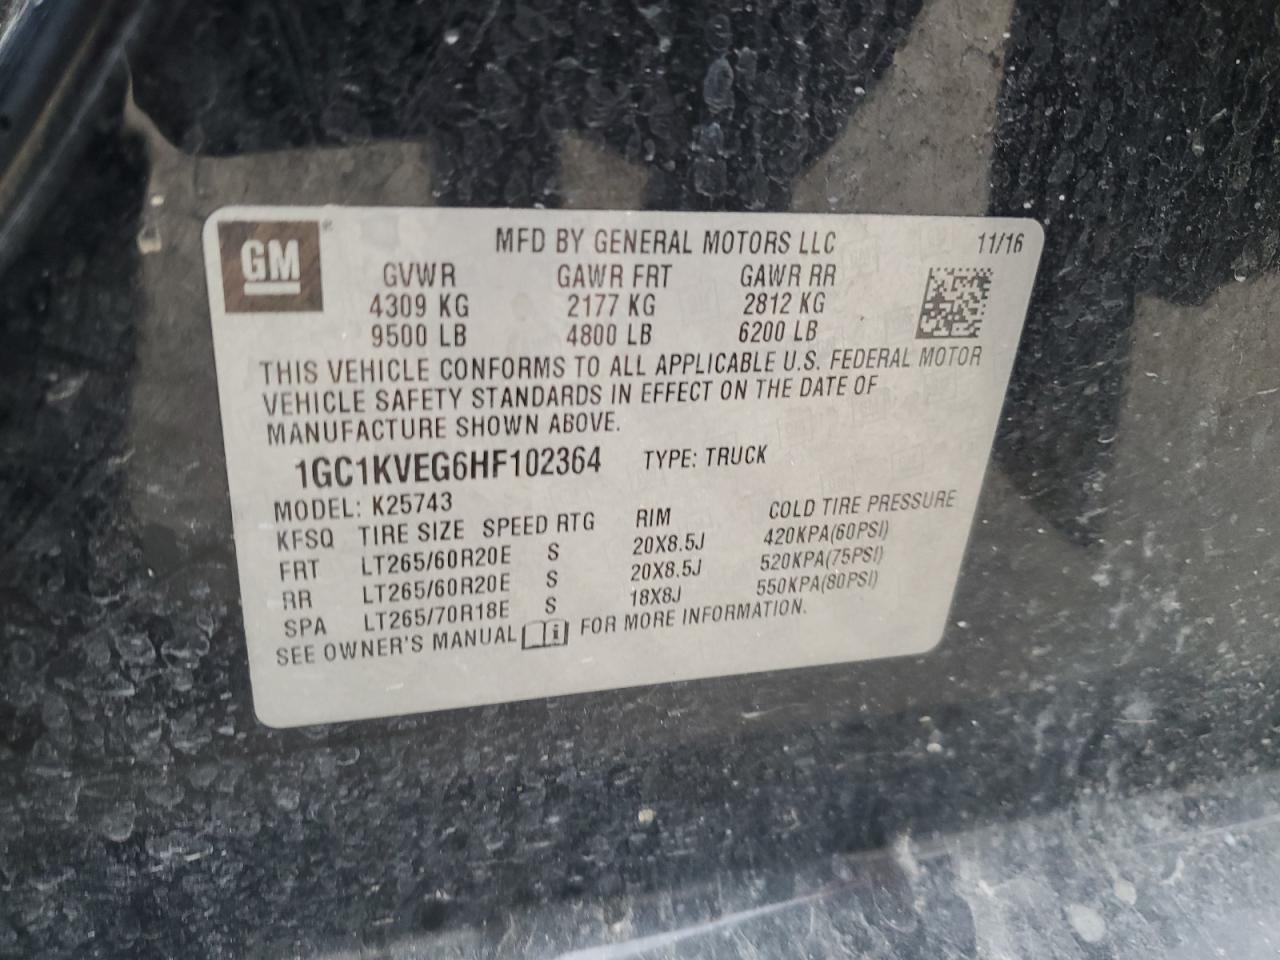 GM
MFD BY GENERAL MOTORS LLC 11/16
GVWR GAWR FRT GAWR RR
4309 KG 2177 KG 2812 KG
9500 LB 4800 LB 6200 LB
THIS VEHICLE CONFORMS TO ALL APPLICABLE U.S. FEDERAL MOTOR
VEHICLE SAFETY STANDARDS IN EFFECT ON THE DATE OF
MANUFACTURE SHOWN ABOVE.
1GC1KVEG6HF102364 TYPE: TRUCK
MODEL: K25743
KFSQ TIRE SIZE SPEED RTG RIM COLD TIRE PRESSURE
FRT LT265/60R20E S 20X8.5J 420KPA(60PSI)
RR LT265/60R20E S 20X8.5J 520KPA(75PSI)
SPA LT265/70R18E S 18X8J 550KPA(80PSI)
SEE OWNER'S MANUAL FOR MORE INFORMATION.